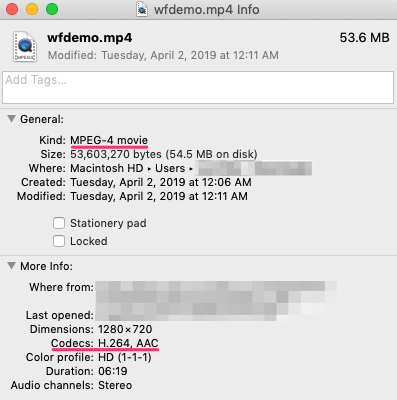 wfdemo.mp4 Info
MPEG
wfdemo.mp4 53.6 MB
Modified: Tuesday, April 2, 2019 at 12:11 AM
Add Tags...
General:
Kind: MPEG-4 movie
Size: 53,603,270 bytes (54.5 MB on disk)
Where: Macintosh HD ▸ Users ▸
Created: Tuesday, April 2, 2019 at 12:06 AM
Modified: Tuesday, April 2, 2019 at 12:11 AM
Stationery pad
Locked
More Info:
Where from:
Last opened:
Dimensions: 1280×720
Codecs: H.264, AAC
Color profile: HD (1-1-1)
Duration: 06:19
Audio channels: Stereo